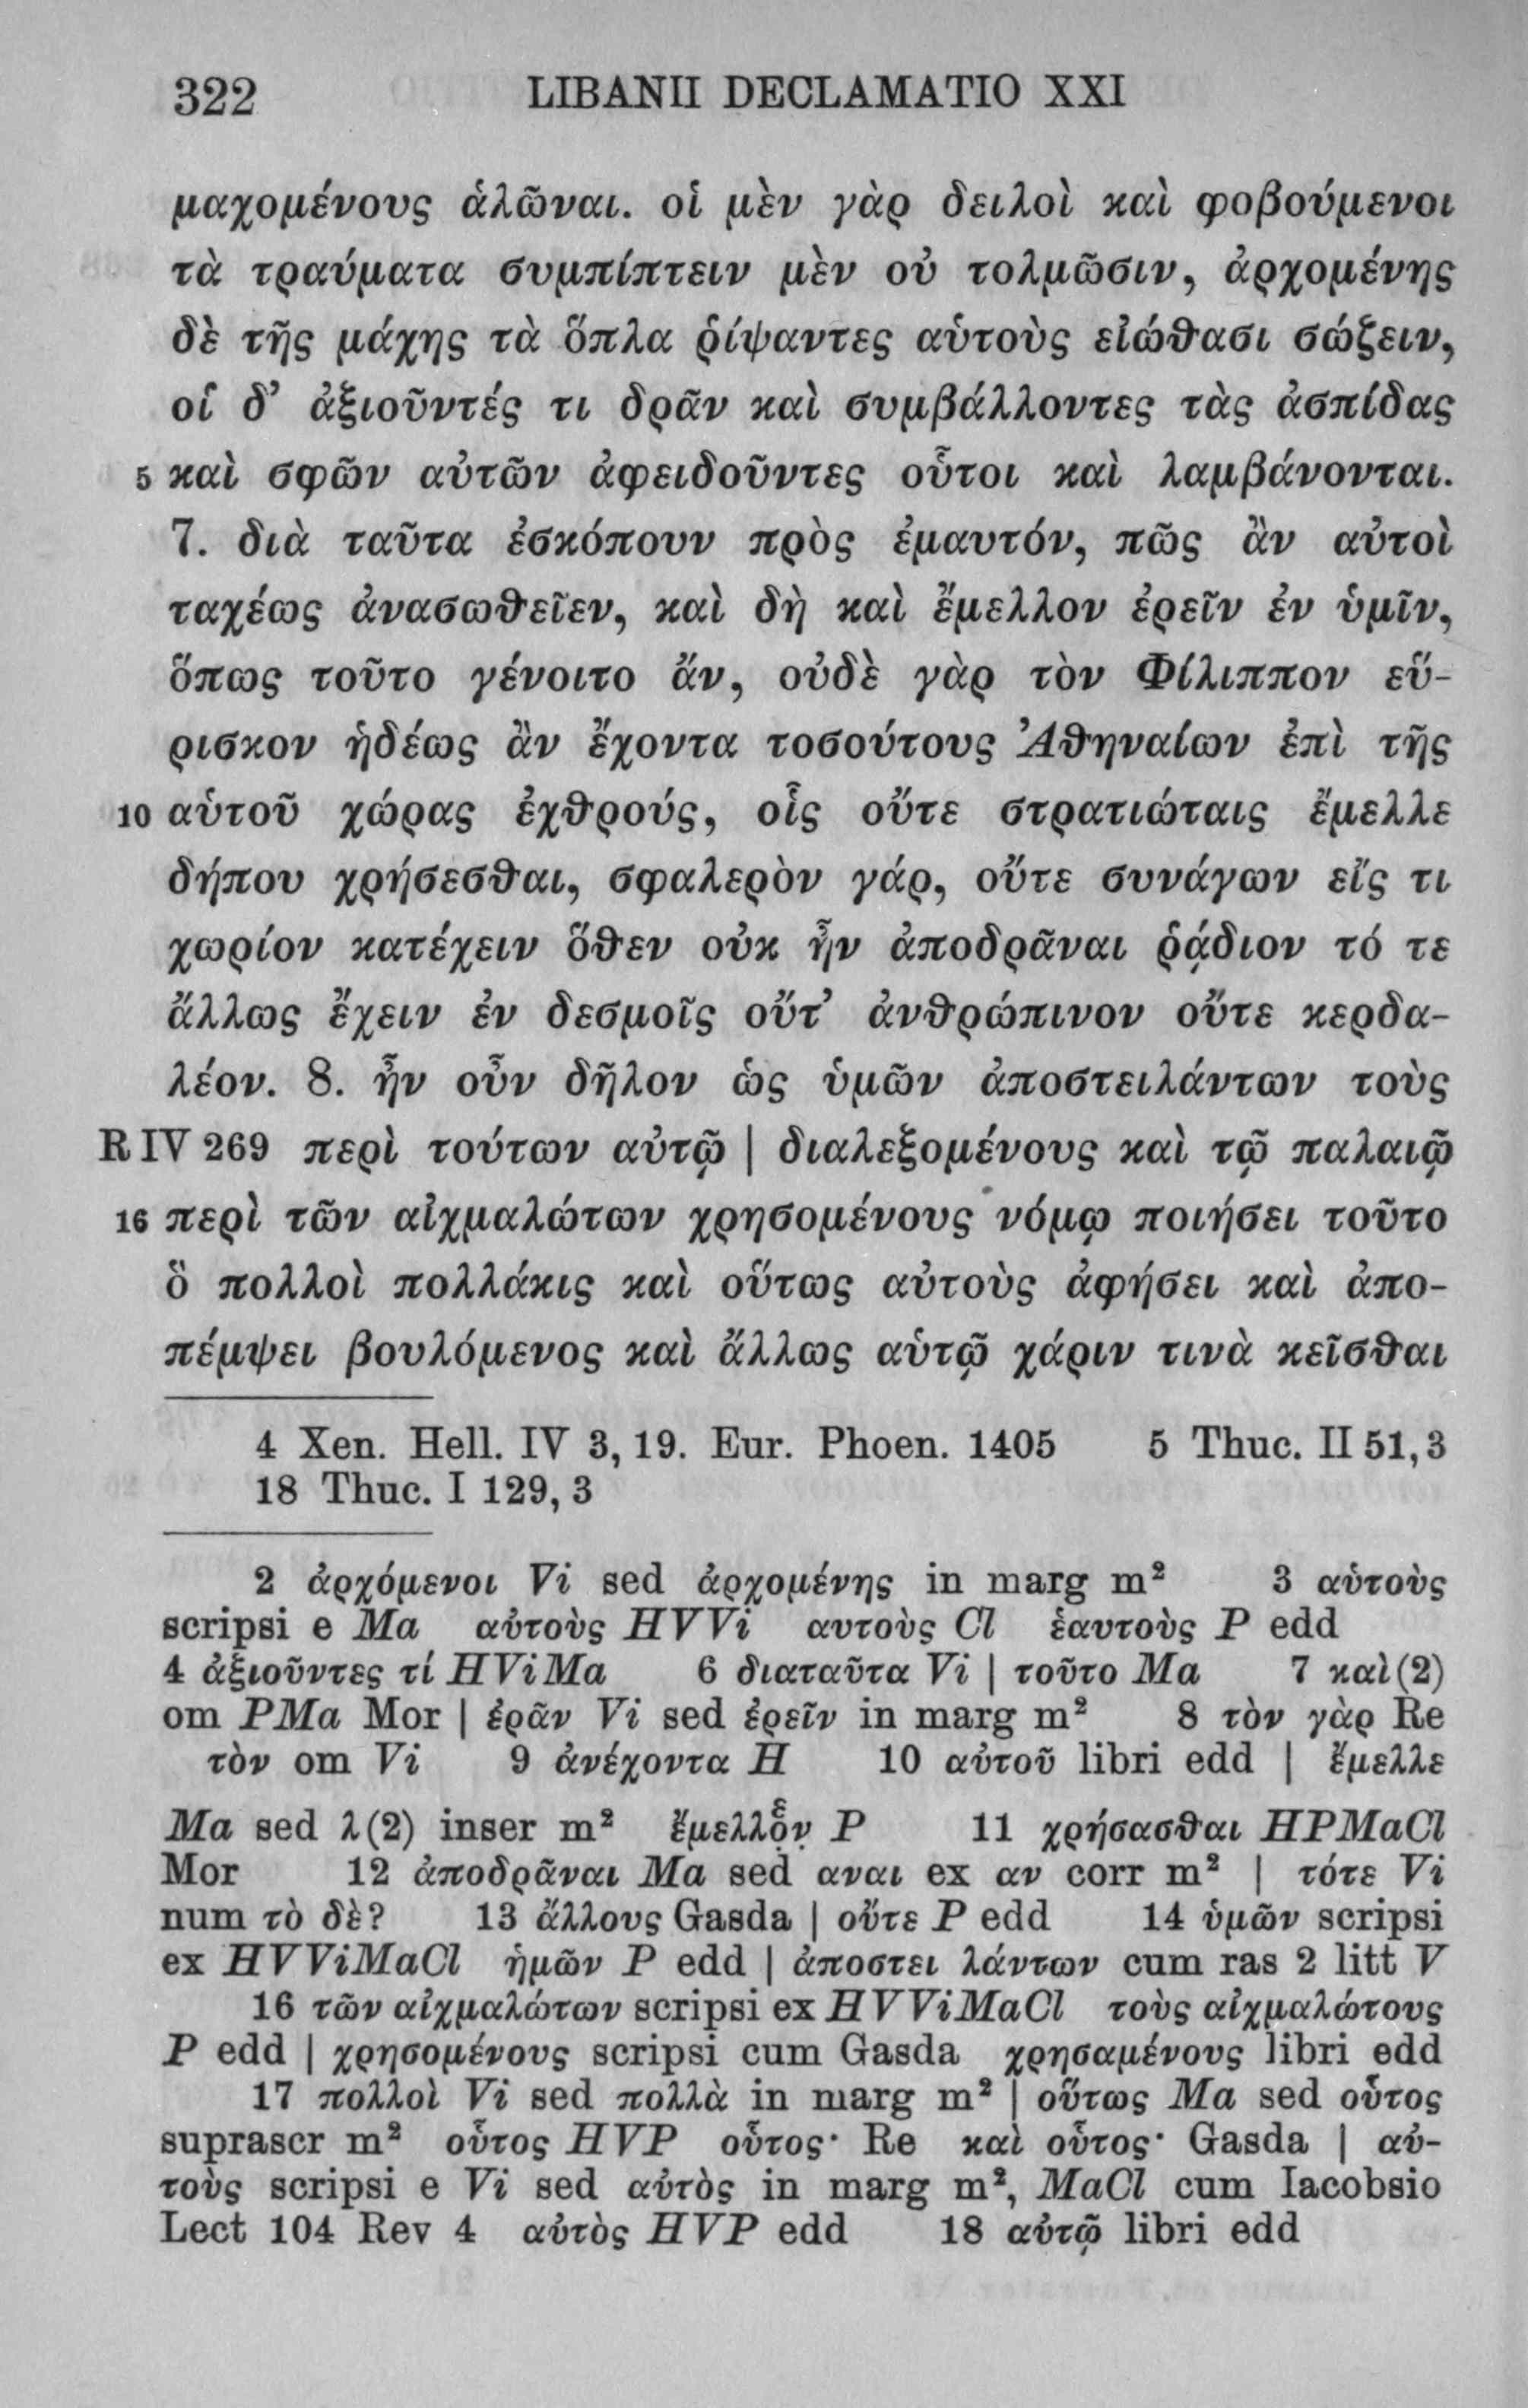 322 LIBANII DECLAMATIO XXI
μαχομένους ἁλῶναι. οἱ μὲν γὰρ δειλοὶ καὶ φοβούμενοι
τὰ τραύματα συμπίπτειν μὲν οὐ τολμῶσιν, ἀρχομένης
δὲ τῆς μάχης τὰ ὅπλα ῥίψαντες αὑτοὺς εἰώθασι σώζειν,
οἱ δ’ ἀξιοῦντές τι δρᾶν καὶ συμβάλλοντες τὰς ἀσπίδας
5 καὶ σφῶν αὐτῶν ἀφειδοῦντες οὗτοι καὶ λαμβάνονται.
7. διὰ ταῦτα ἐσκόπουν πρὸς ἐμαυτόν, πῶς ἂν αὐτοὶ
ταχέως ἀνασωθεῖεν, καὶ δὴ καὶ ἔμελλον ἐρεῖν ἐν ὑμῖν,
ὅπως τοῦτο γένοιτο ἄν, οὐδὲ γὰρ τὸν Φίλιππον εὕ-
ρισκον ἡδέως ἂν ἔχοντα τοσούτους Ἀθηναίων ἐπὶ τῆς
10 αὑτοῦ χώρας ἐχθρούς, οἷς οὔτε στρατιώταις ἔμελλε
δήπου χρήσεσθαι, σφαλερὸν γάρ, οὔτε συνάγων εἴς τι
χωρίον κατέχειν ὅθεν οὐκ ἦν ἀποδρᾶναι ῥᾴδιον τό τε
ἄλλως ἔχειν ἐν δεσμοῖς οὔτ’ ἀνθρώπινον οὔτε κερδα-
λέον. 8. ἦν οὖν δῆλον ὡς ὑμῶν ἀποστειλάντων τοὺς
R IV 269 περὶ τούτων αὐτῷ | διαλεξομένους καὶ τῷ παλαιῷ
16 περὶ τῶν αἰχμαλώτων χρησομένους νόμῳ ποιήσει τοῦτο
ὃ πολλοὶ πολλάκις καὶ οὕτως αὐτοὺς ἀφήσει καὶ ἀπο-
πέμψει βουλόμενος καὶ ἄλλως αὑτῷ χάριν τινὰ κεῖσθαι
4 Xen. Hell. IV 3, 19. Eur. Phoen. 1405 5 Thuc. II 51, 3
18 Thuc. I 129, 3
2 ἀρχόμενοι Vi sed ἀρχομένης in marg m² 3 αὑτοὺς
scripsi e Ma αὐτοὺς HVVi αυτοὺς Cl ἑαυτοὺς P edd
4 ἀξιοῦντες τί HViMa 6 διαταῦτα Vi | τοῦτο Ma 7 καὶ (2)
om PMa Mor | ἐρᾶν Vi sed ἐρεῖν in marg m² 8 τὸν γὰρ Re
τὸν om Vi 9 ἀνέχοντα H 10 αὐτοῦ libri edd | ἔμελλε
Ma sed λ (2) inser m² P 11 χρήσασθαι HPMaCl
Mor 12 ἀποδρᾶναι Ma sed αναι ex αν corr m² | τότε Vi
num τὸ δὲ? 13 ἄλλους Gasda | οὔτε P edd 14 ὑμῶν scripsi
ex HVViMaCl ἡμῶν P edd | ἀποστει λάντων cum ras 2 litt V
16 τῶν αἰχμαλώτων scripsi ex HVViMaCl τοὺς αἰχμαλώτους
P edd | χρησομένους scripsi cum Gasda χρησαμένους libri edd
17 πολλοὶ Vi sed πολλὰ in marg m² | οὕτως Ma sed οὗτος
suprascr m² οὗτος HVP οὗτος· Re καὶ οὗτος· Gasda | αὐ-
τοὺς scripsi e Vi sed αὐτὸς in marg m², MaCl cum Iacobsio
Lect 104 Rev 4 αὐτὸς HVP edd 18 αὐτῷ libri edd